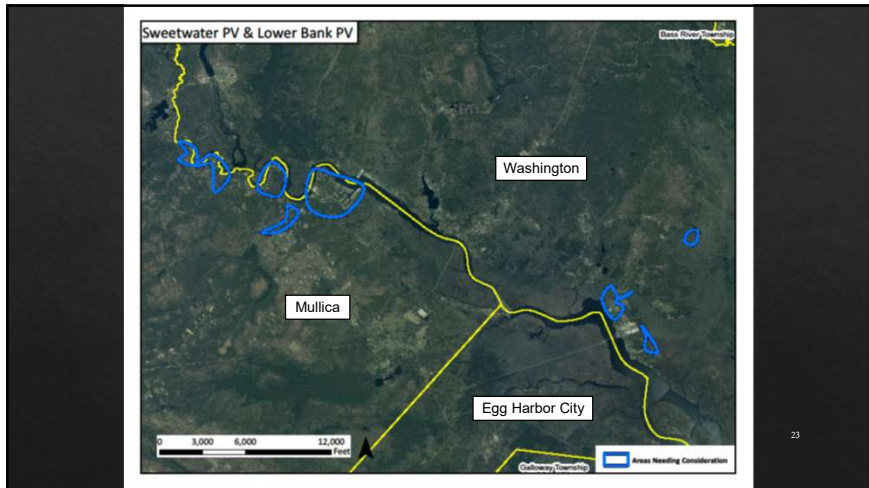 Sweetwater PV & Lower Bank PV
Bass River Township
Washington
Mullica
Egg Harbor City
0 3,000 6,000 12,000
Feet
Galloway Township
Areas Needing Consideration
23